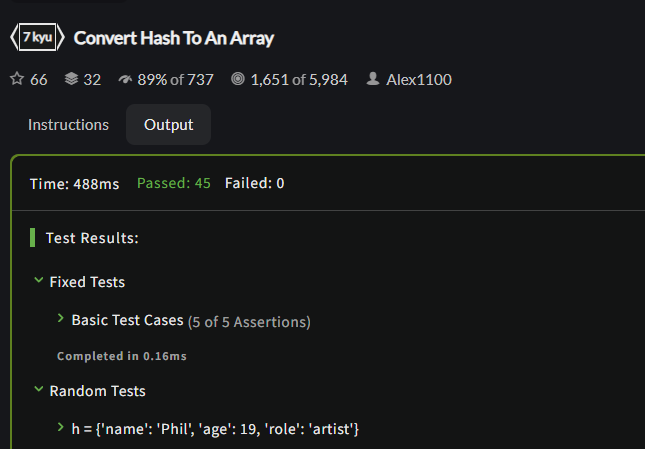 7 kyu Convert Hash To An Array
66 32 89% of 737 1,651 of 5,984 Alex1100
Instructions Output
Time: 488ms Passed: 45 Failed: 0
Test Results:
Fixed Tests
Basic Test Cases (5 of 5 Assertions)
Completed in 0.16ms
Random Tests
h = {'name': 'Phil', 'age': 19, 'role': 'artist'}